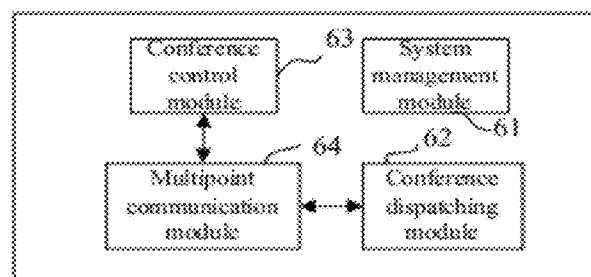 Conference
control
module
63
System
management
module
61
64
Multipoint
communication
module
62
Conference
dispatching
module